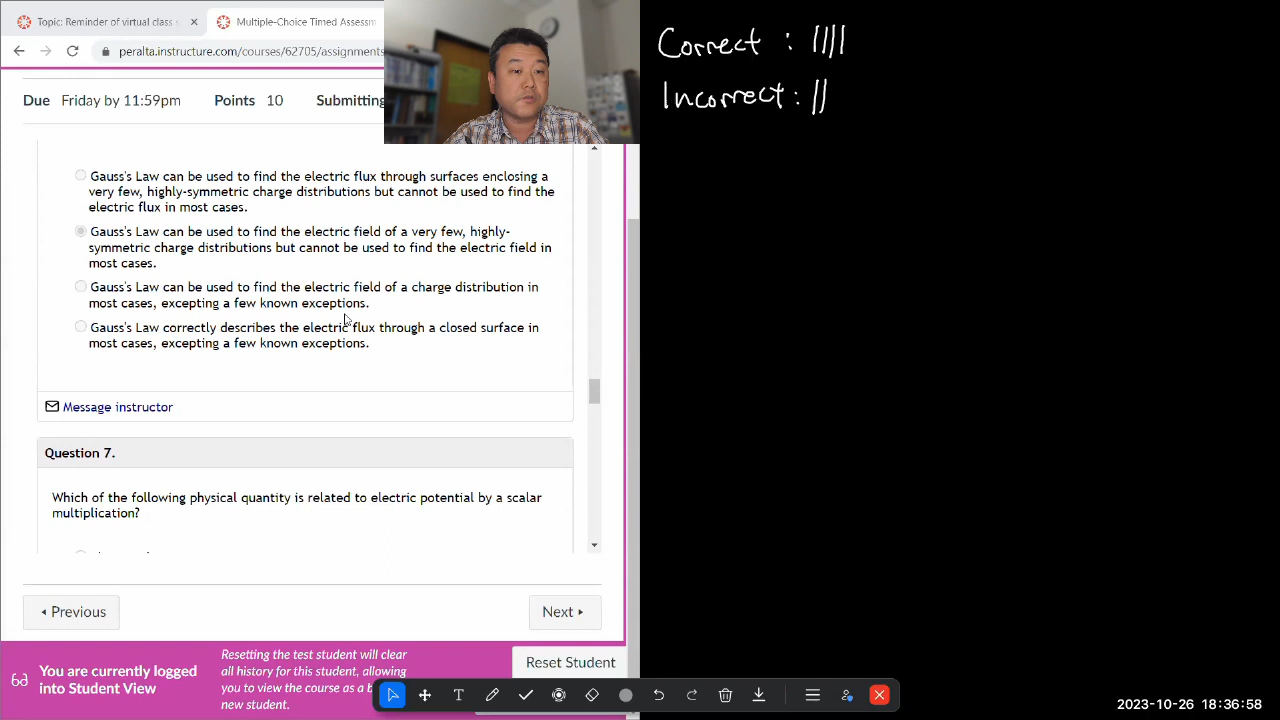 Topic: Reminder of virtual class s
Multiple-Choice Timed Assessm
peralta.instructure.com/courses/62705/assignments
Correct : ||||
Incorrect : ||
Due Friday by 11:59pm Points 10 Submitting
Gauss's Law can be used to find the electric flux through surfaces enclosing a
very few, highly-symmetric charge distributions but cannot be used to find the
electric flux in most cases.
Gauss's Law can be used to find the electric field of a very few, highly-
symmetric charge distributions but cannot be used to find the electric field in
most cases.
Gauss's Law can be used to find the electric field of a charge distribution in
most cases, excepting a few known exceptions.
Gauss's Law correctly describes the electric flux through a closed surface in
most cases, excepting a few known exceptions.
Message instructor
Question 7.
Which of the following physical quantity is related to electric potential by a scalar
multiplication?
Previous
Next
You are currently logged
into Student View
Resetting the test student will clear
all history for this student, allowing
you to view the course as a b
new student.
Reset Student
2023-10-26 18:36:58